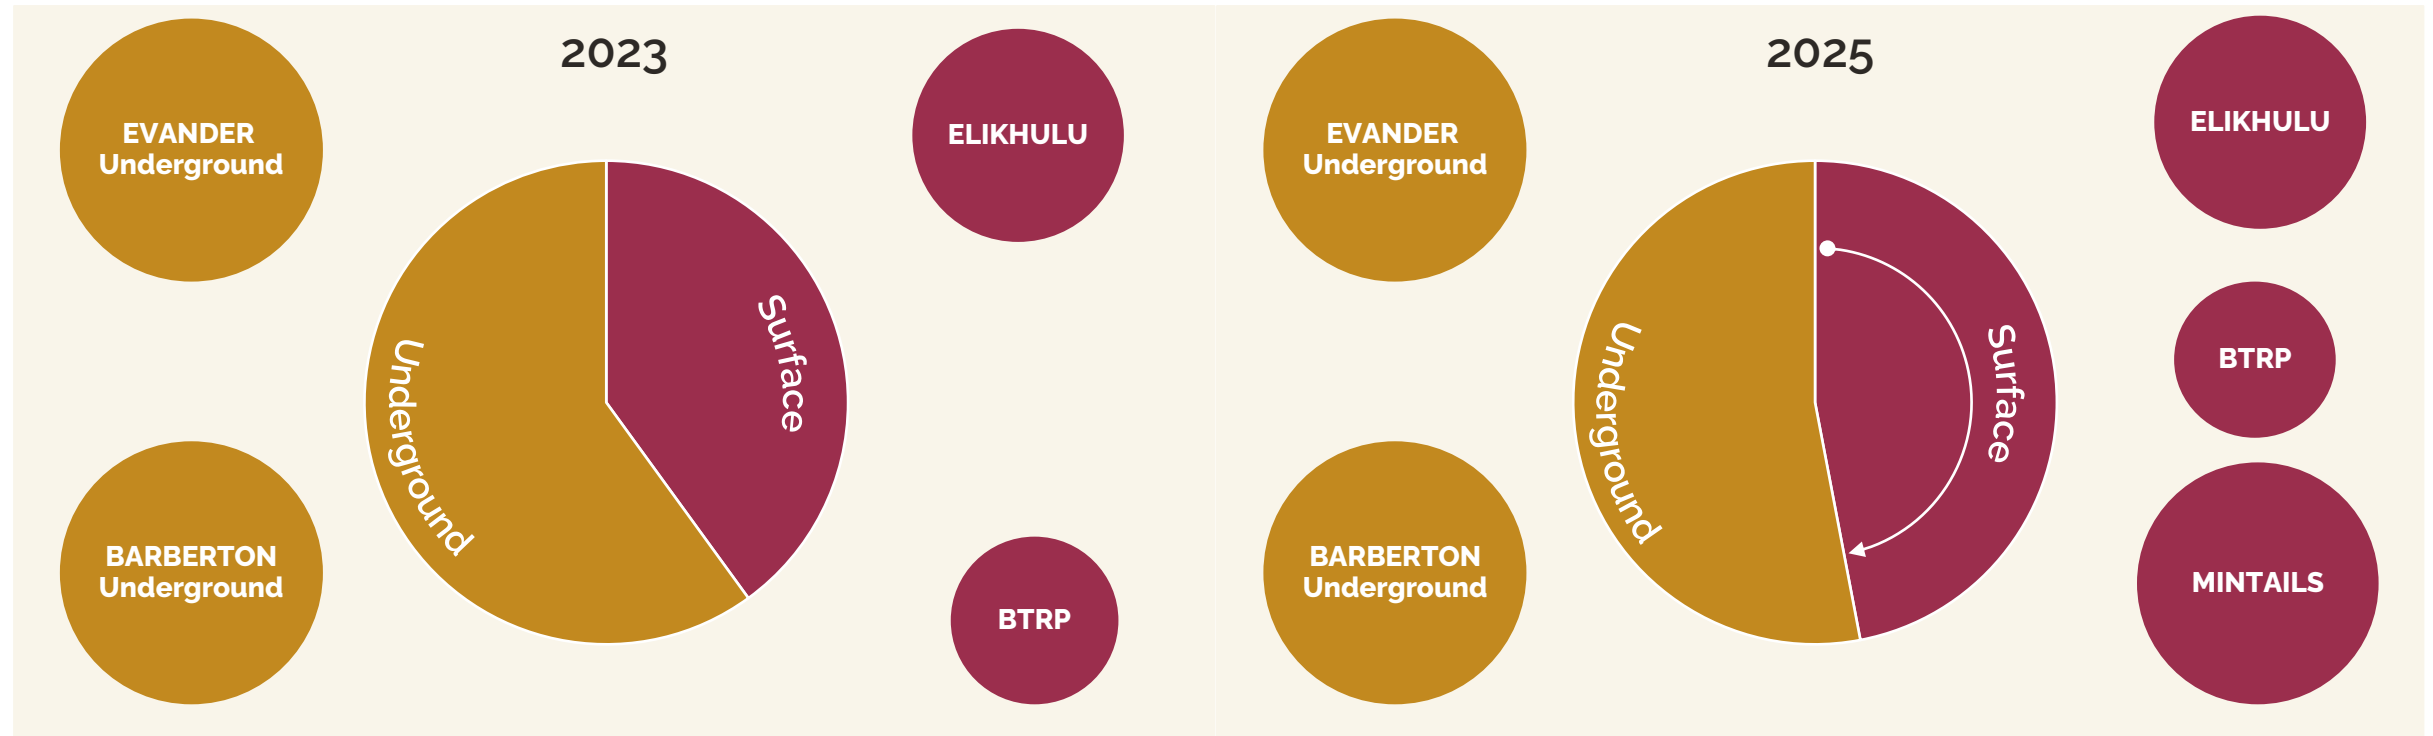 2023
EVANDER
Underground
ELIKHULU
Surface
Underground
BARBERTON
Underground
BTRP
2025
EVANDER
Underground
ELIKHULU
Surface
Underground
BTRP
BARBERTON
Underground
MINTAILS